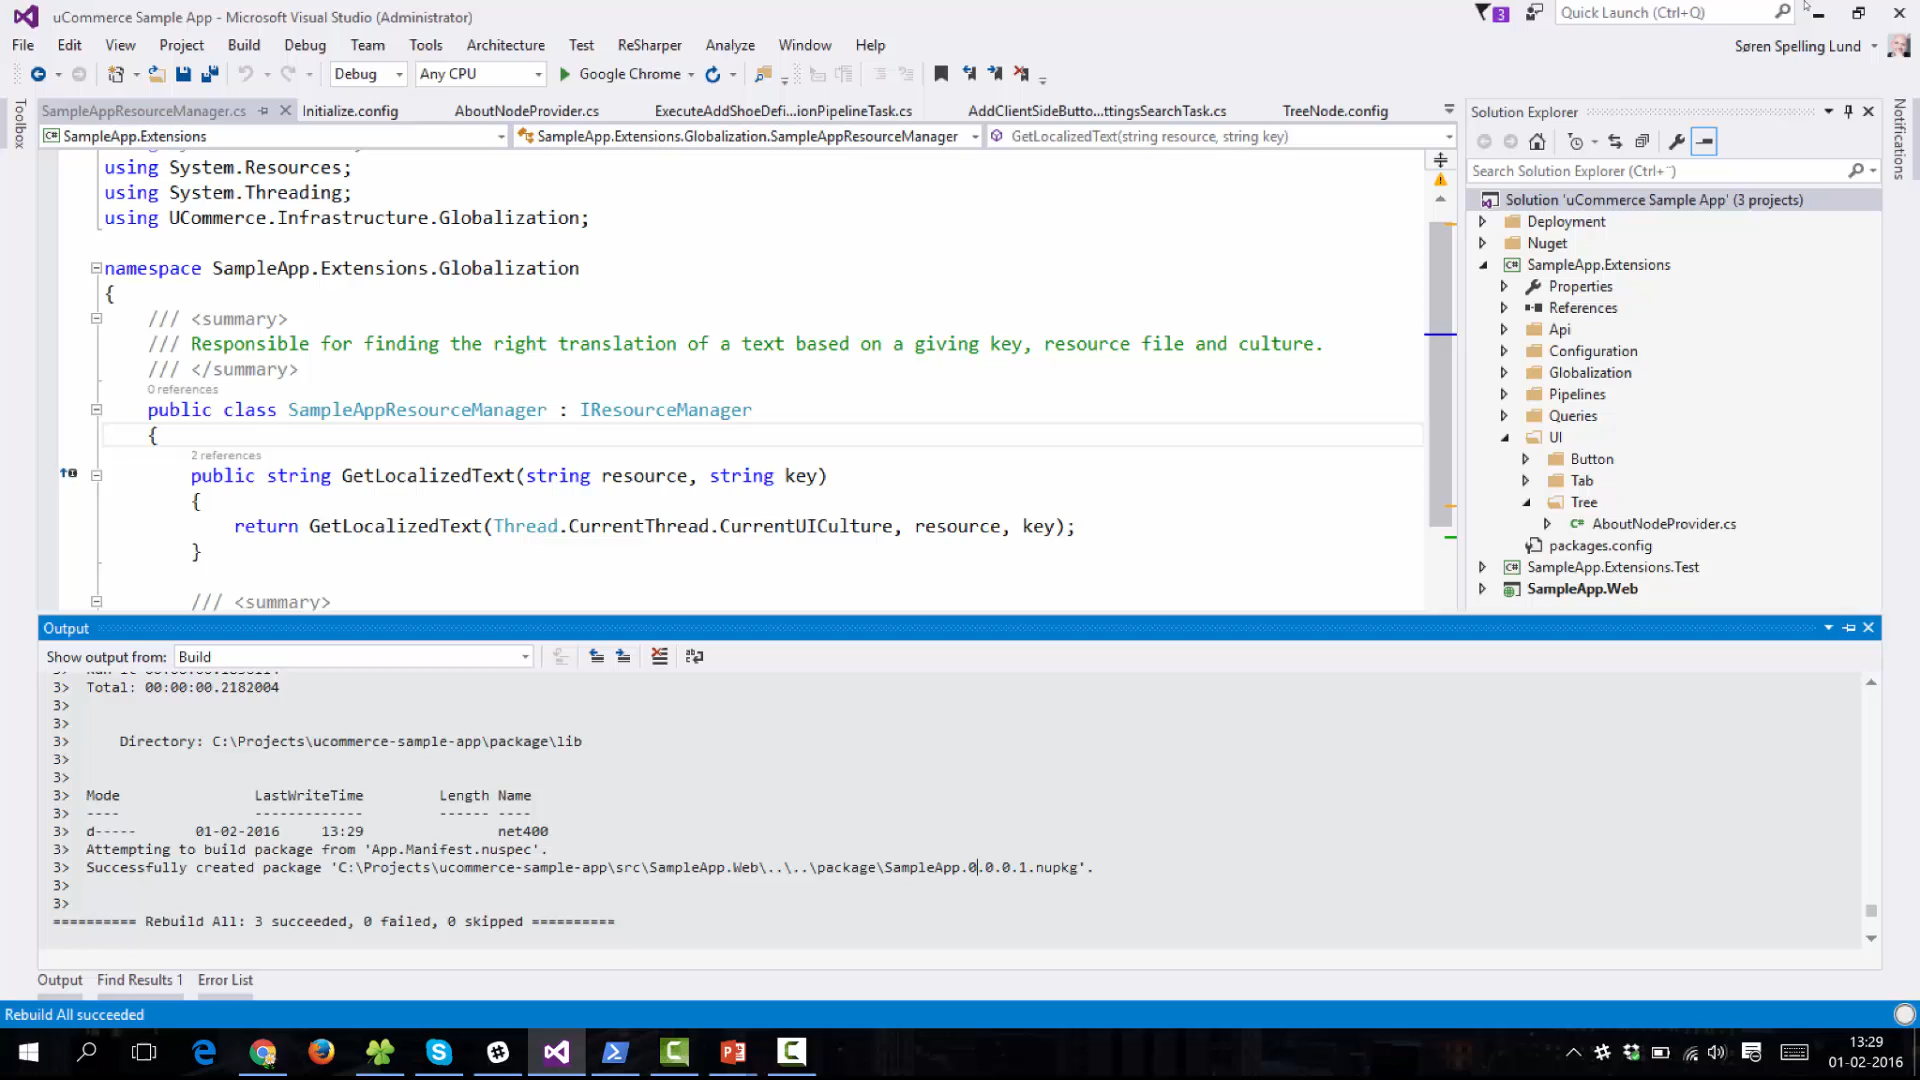 uCommerce Sample App - Microsoft Visual Studio (Administrator)
3
Quick Launch (Ctrl+Q)
File Edit View Project Build Debug Team Tools Architecture Test ReSharper Analyze Window Help
Søren Spelling Lund
Debug Any CPU Google Chrome
Toolbox
SampleAppResourceManager.cs Initialize.config AboutNodeProvider.cs ExecuteAddShoeDefi...ionPipelineTask.cs AddClientSideButto...ttingsSearchTask.cs TreeNode.config
SampleApp.Extensions SampleApp.Extensions.Globalization.SampleAppResourceManager GetLocalizedText(string resource, string key)
using System.Resources;
using System.Threading;
using UCommerce.Infrastructure.Globalization;
namespace SampleApp.Extensions.Globalization
{
/// <summary>
/// Responsible for finding the right translation of a text based on a giving key, resource file and culture.
/// </summary>
0 references
public class SampleAppResourceManager : IResourceManager
{
2 references
public string GetLocalizedText(string resource, string key)
{
return GetLocalizedText(Thread.CurrentThread.CurrentUICulture, resource, key);
}
/// <summary>
Solution Explorer
Search Solution Explorer (Ctrl+¨)
Solution 'uCommerce Sample App' (3 projects)
Deployment
Nuget
SampleApp.Extensions
Properties
References
Api
Configuration
Globalization
Pipelines
Queries
UI
Button
Tab
Tree
AboutNodeProvider.cs
packages.config
SampleApp.Extensions.Test
SampleApp.Web
Notifications
Output
Show output from: Build
3> Total: 00:00:00.2182004
3>
3>
3> Directory: C:\Projects\ucommerce-sample-app\package\lib
3>
3>
3> Mode LastWriteTime Length Name
3> ---- ------------- ------ ----
3> d----- 01-02-2016 13:29 net400
3> Attempting to build package from 'App.Manifest.nuspec'.
3> Successfully created package 'C:\Projects\ucommerce-sample-app\src\SampleApp.Web\..\..\package\SampleApp.0.0.0.1.nupkg'.
3>
3>
========== Rebuild All: 3 succeeded, 0 failed, 0 skipped ==========
Output Find Results 1 Error List
Rebuild All succeeded
13:29
01-02-2016